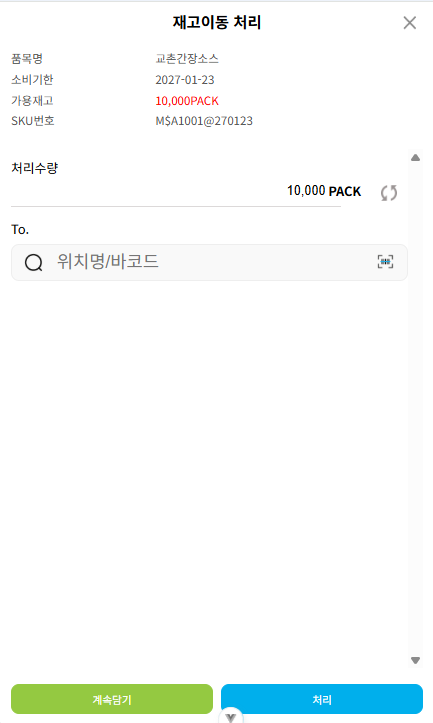 재고이동 처리
품목명 교촌간장소스
소비기한 2027-01-23
가용재고 10,000PACK
SKU번호 M$A1001@270123
처리수량
10,000 PACK
To.
위치명/바코드
계속담기 처리